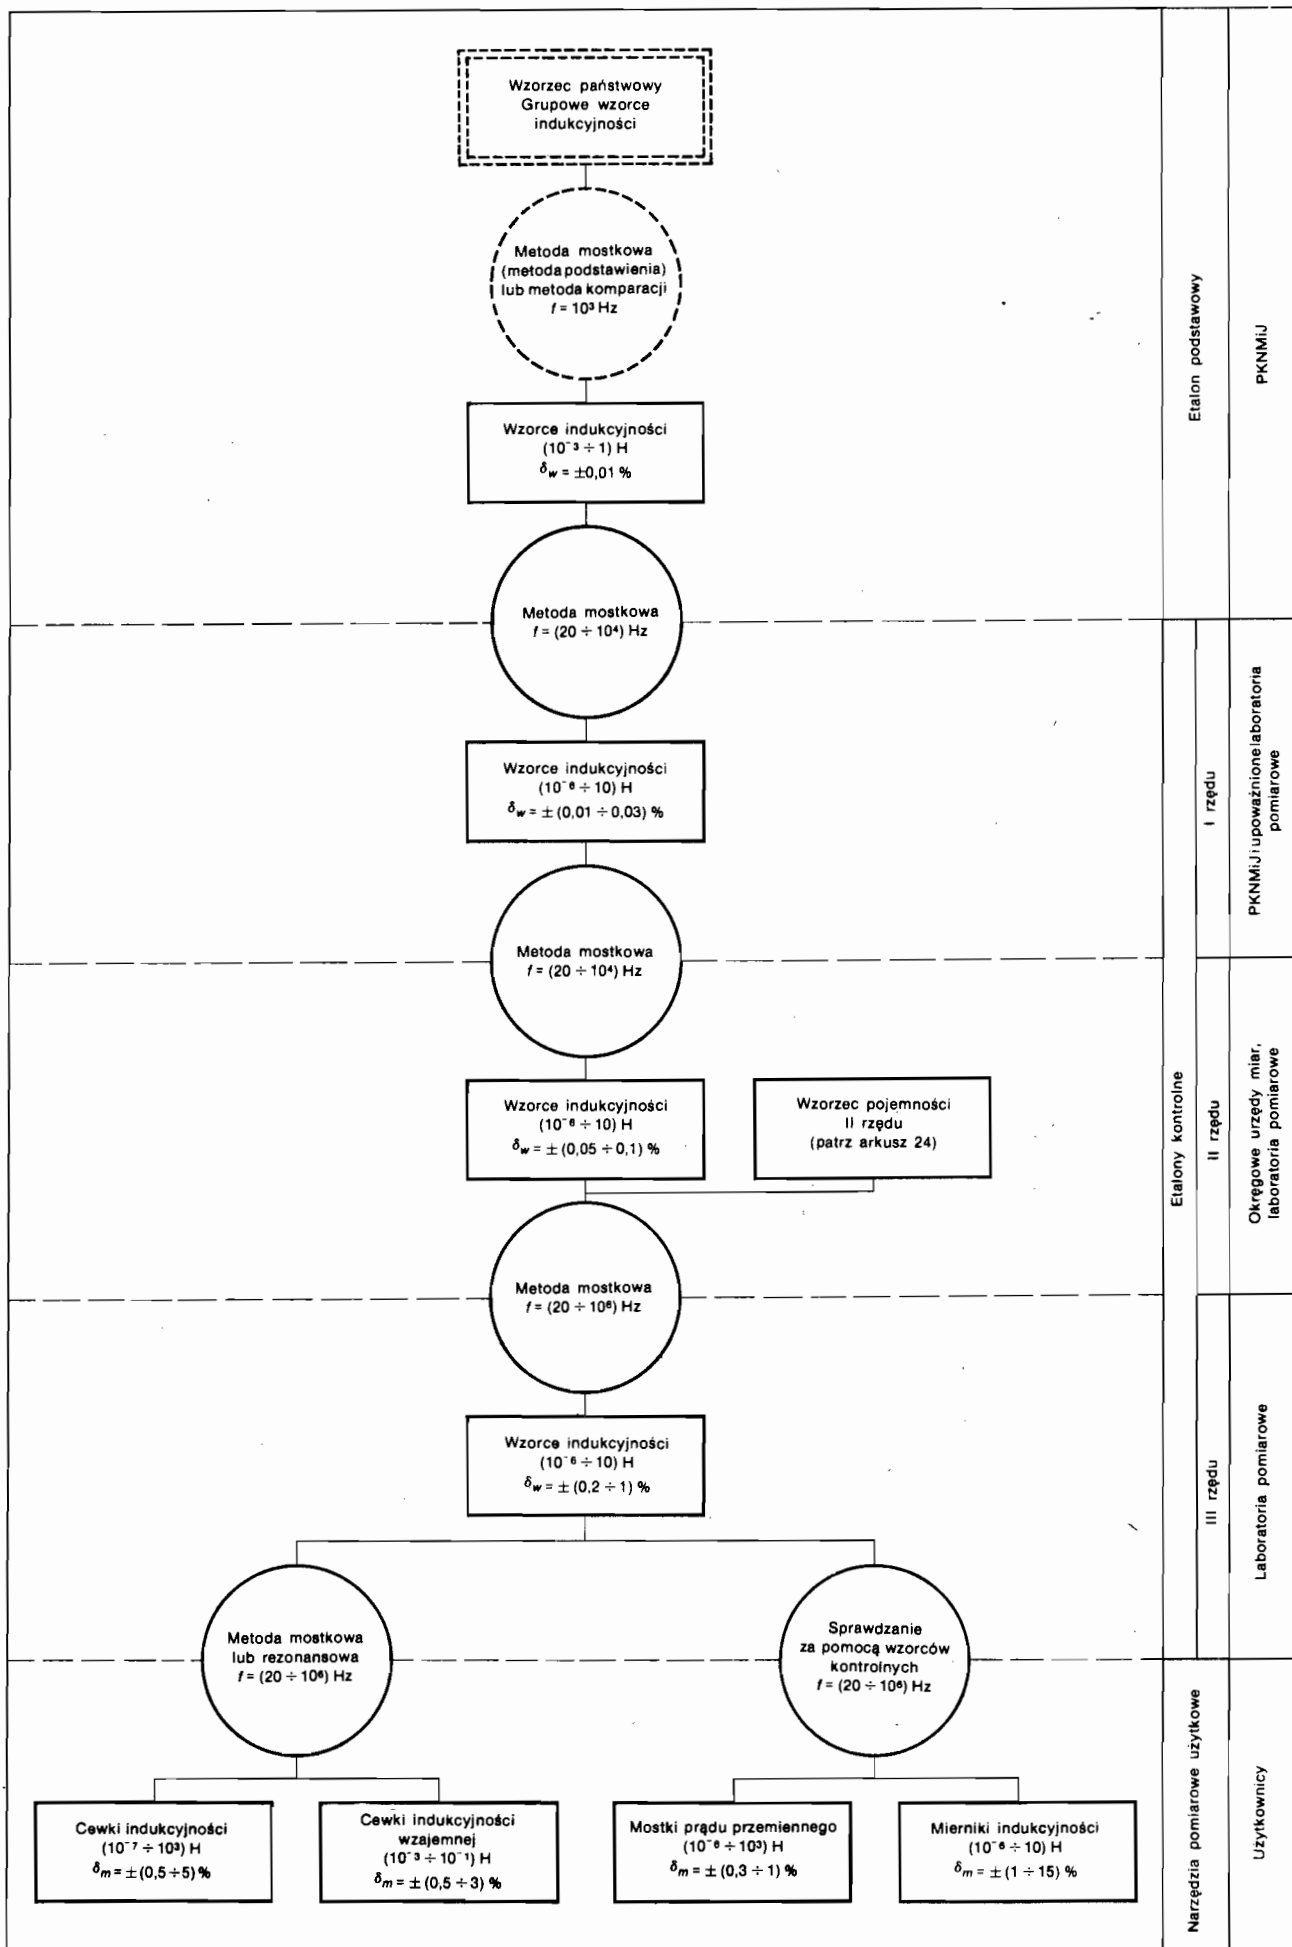 Wzorzec państwowy
Grupowe wzorce
indukcyjności
Metoda mostkowa
(metoda podstawienia)
lub metoda komparacji
f = 10³ Hz
Wzorce indukcyjności
(10⁻³ ÷ 1) H
δw = ±0,01 %
Metoda mostkowa
f = (20 ÷ 10⁴) Hz
Wzorce indukcyjności
(10⁻⁶ ÷ 10) H
δw = ± (0,01 ÷ 0,03) %
Metoda mostkowa
f = (20 ÷ 10⁴) Hz
Wzorce indukcyjności
(10⁻⁶ ÷ 10) H
δw = ± (0,05 ÷ 0,1) %
Wzorzec pojemności
II rzędu
(patrz arkusz 24)
Metoda mostkowa
f = (20 ÷ 10⁶) Hz
Wzorce indukcyjności
(10⁻⁶ ÷ 10) H
δw = ± (0,2 ÷ 1) %
Metoda mostkowa
lub rezonansowa
f = (20 ÷ 10⁶) Hz
Sprawdzanie
za pomocą wzorców
kontrolnych
f = (20 ÷ 10⁶) Hz
Cewki indukcyjności
(10⁻⁷ ÷ 10³) H
δm = ± (0,5 ÷ 5) %
Cewki indukcyjności
wzajemnej
(10⁻³ ÷ 10⁻¹) H
δm = ± (0,5 ÷ 3) %
Mostki prądu przemiennego
(10⁻⁶ ÷ 10³) H
δm = ± (0,3 ÷ 1) %
Mierniki indukcyjności
(10⁻⁶ ÷ 10) H
δm = ± (1 ÷ 15) %
Etalon podstawowy
PKNMiJ
Etalony kontrolne
I rzędu
PKNMiJ i upoważnione laboratoria
pomiarowe
II rzędu
Okręgowe urzędy miar,
laboratoria pomiarowe
III rzędu
Laboratoria pomiarowe
Narzędzia pomiarowe użytkowe
Użytkownicy